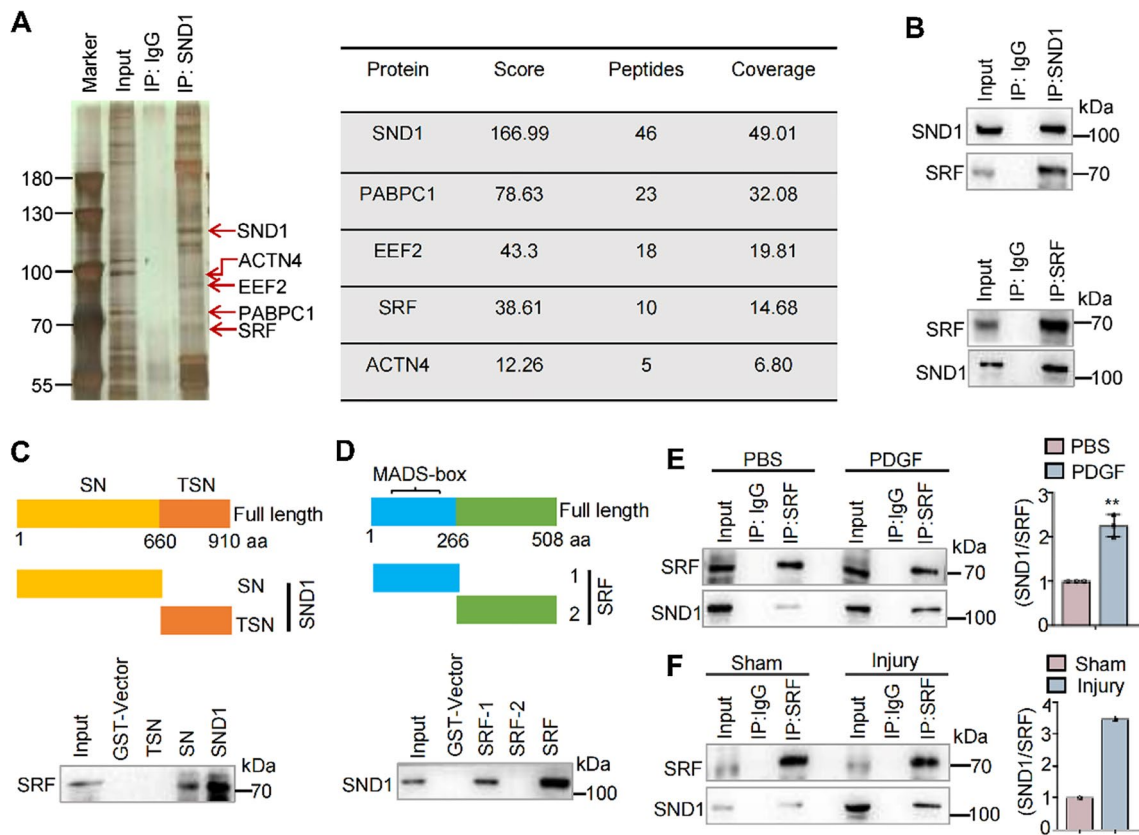 A
Marker
Input
IP: IgG
IP: SND1
180
130
100
70
55
SND1
ACTN4
EEF2
PABPC1
SRF
Protein Score Peptides Coverage
SND1 166.99 46 49.01
PABPC1 78.63 23 32.08
EEF2 43.3 18 19.81
SRF 38.61 10 14.68
ACTN4 12.26 5 6.80
B
Input
IP: IgG
IP:SND1
kDa
SND1 100
SRF 70
Input
IP: IgG
IP:SRF
kDa
SRF 70
SND1 100
C
SN TSN
Full length
1 660 910 aa
SN
TSN
SND1
Input
GST-Vector
TSN
SN
SND1
kDa
SRF 70
D
MADS-box
Full length
1 266 508 aa
1
2
SRF
Input
GST-Vector
SRF-1
SRF-2
SRF
kDa
SND1 100
E
PBS PDGF
Input
IP: IgG
IP:SRF
Input
IP: IgG
IP:SRF
kDa
SRF 70
SND1 100
PBS
PDGF
(SND1/SRF)
3
2
1
0
**
F
Sham Injury
Input
IP:IgG
IP:SRF
Input
IP:IgG
IP:SRF
kDa
SRF 70
SND1 100
Sham
Injury
(SND1/SRF)
4
3
2
1
0